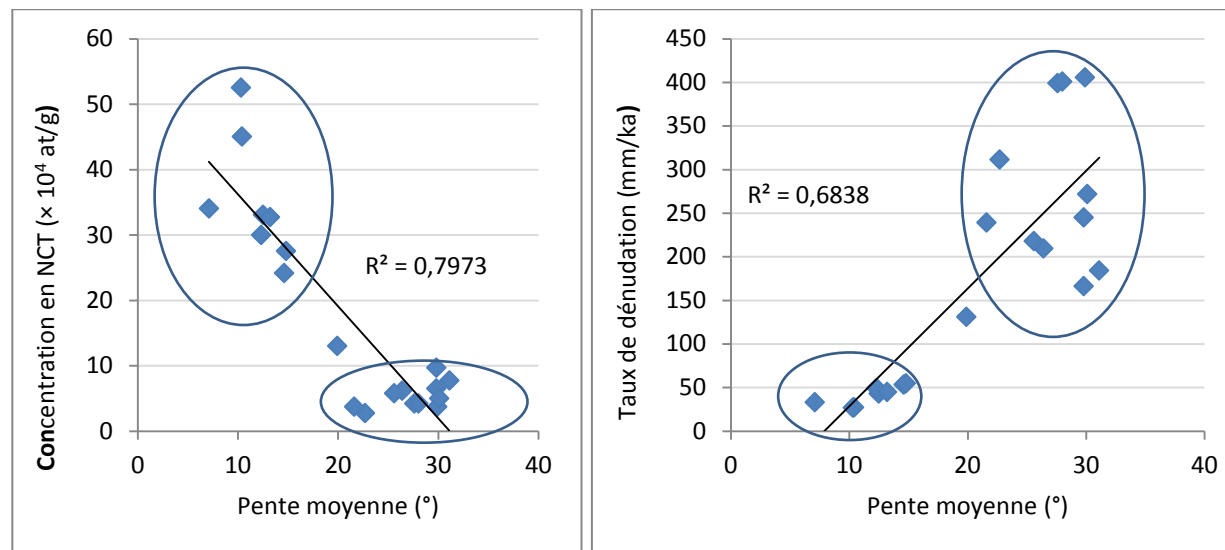 60
50
40
30
20
10
0
0 10 20 30 40
Concentration en NCT (× 10⁴ at/g)
Pente moyenne (°)
R² = 0,7973
450
400
350
300
250
200
150
100
50
0
0 10 20 30 40
Taux de dénudation (mm/ka)
Pente moyenne (°)
R² = 0,6838